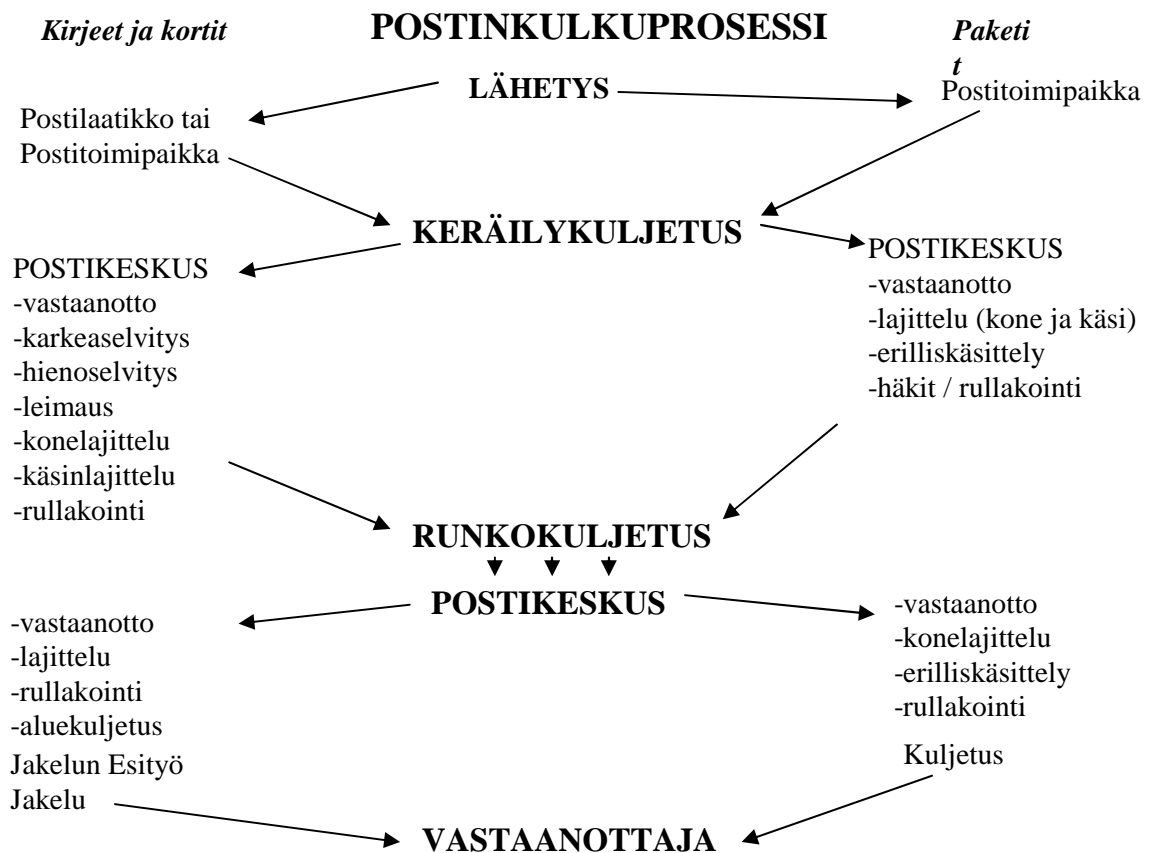 Kirjeet ja kortit
POSTINKULKUPROSESSI
Paketi
t
LÄHETYS
Postilaatikko tai
Postitoimipaikka
Postitoimipaikka
KERÄILYKULJETUS
POSTIKESKUS
-vastaanotto
-karkeaselvitys
-hienoselvitys
-leimaus
-konelajittelu
-käsinlajittelu
-rullakointi
POSTIKESKUS
-vastaanotto
-lajittelu (kone ja käsi)
-erilliskäsittely
-häkit / rullakointi
RUNKOKULJETUS
POSTIKESKUS
-vastaanotto
-lajittelu
-rullakointi
-aluekuljetus
Jakelun Esityö
Jakelu
-vastaanotto
-konelajittelu
-erilliskäsittely
-rullakointi
Kuljetus
VASTAANOTTAJA